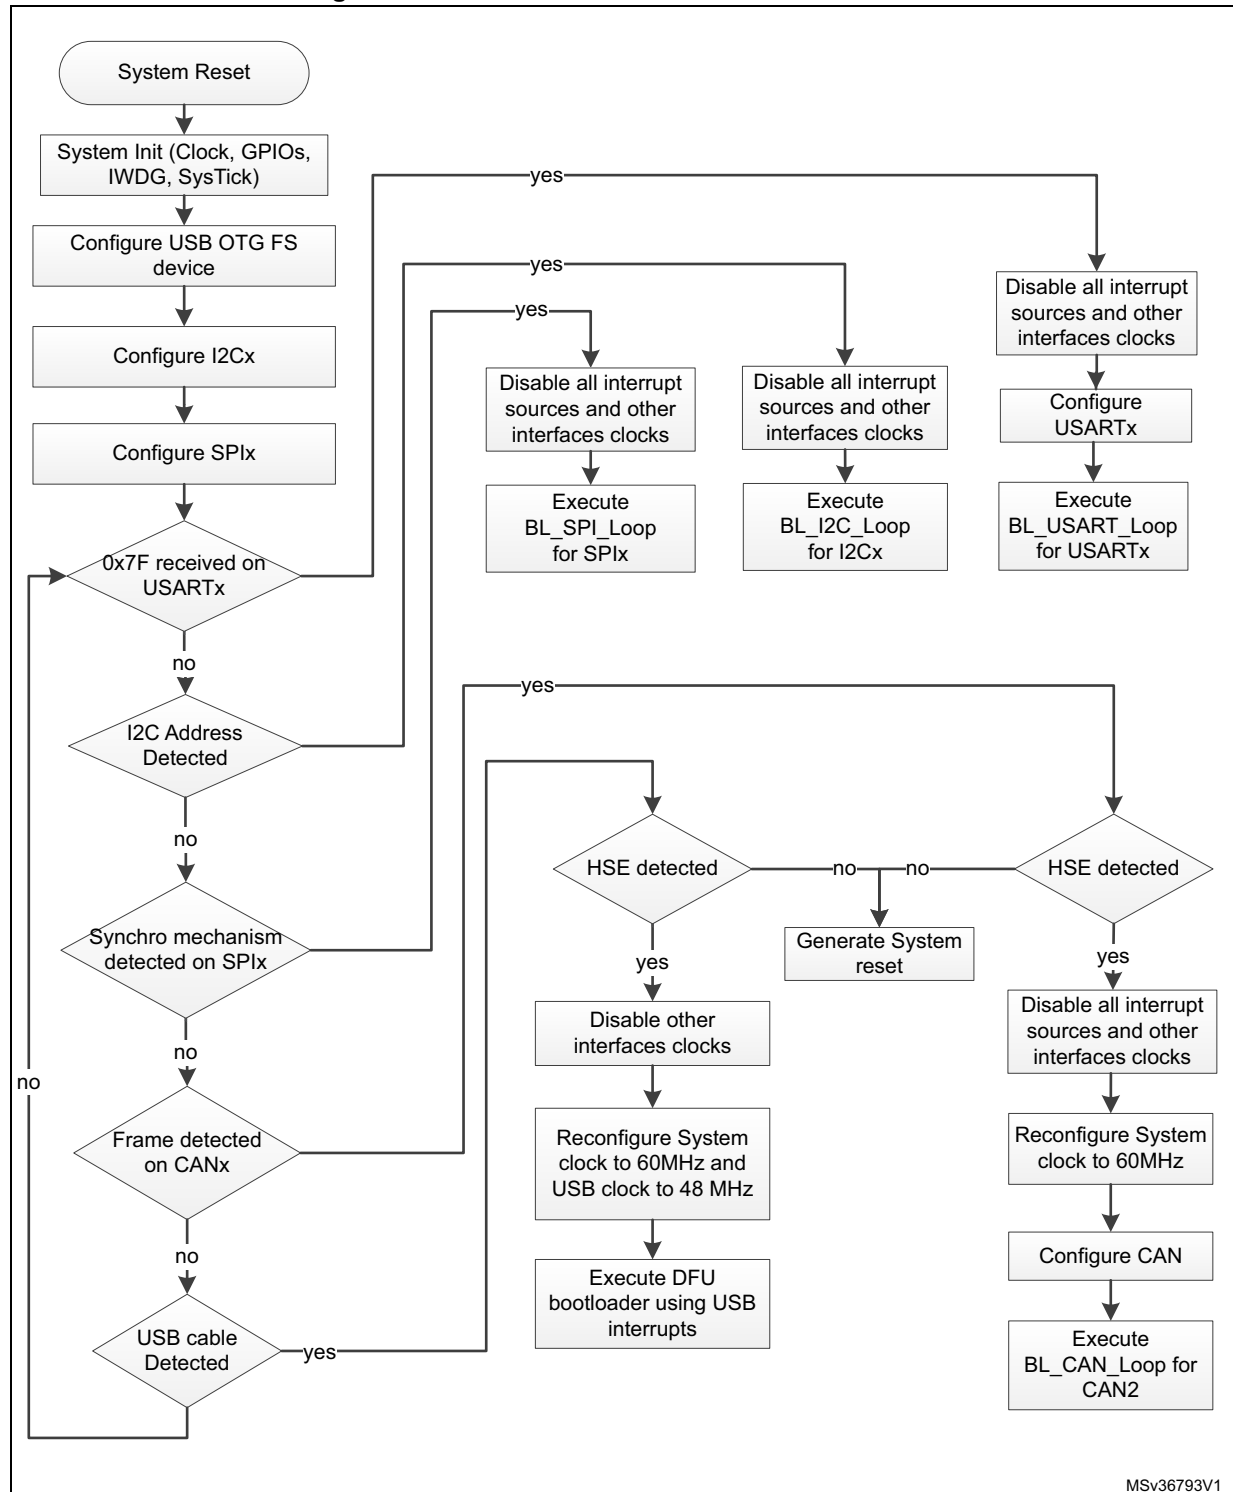 System Reset
System Init (Clock, GPIOs,
IWDG, SysTick)
Configure USB OTG FS
device
Configure I2Cx
Configure SPIx
0x7F received on
USARTx
yes
Disable all interrupt
sources and other
interfaces clocks
Configure
USARTx
Execute
BL_USART_Loop
for USARTx
no
I2C Address
Detected
yes
Disable all interrupt
sources and other
interfaces clocks
Execute
BL_I2C_Loop
for I2Cx
no
Synchro mechanism
detected on SPIx
yes
Disable all interrupt
sources and other
interfaces clocks
Execute
BL_SPI_Loop
for SPIx
no
Frame detected
on CANx
yes
HSE detected
no
yes
Disable all interrupt
sources and other
interfaces clocks
Reconfigure System
clock to 60MHz
Configure CAN
Execute
BL_CAN_Loop for
CAN2
no
USB cable
Detected
yes
HSE detected
no
Generate System
reset
yes
Disable other
interfaces clocks
Reconfigure System
clock to 60MHz and
USB clock to 48 MHz
Execute DFU
bootloader using USB
interrupts
no
MSv36793V1